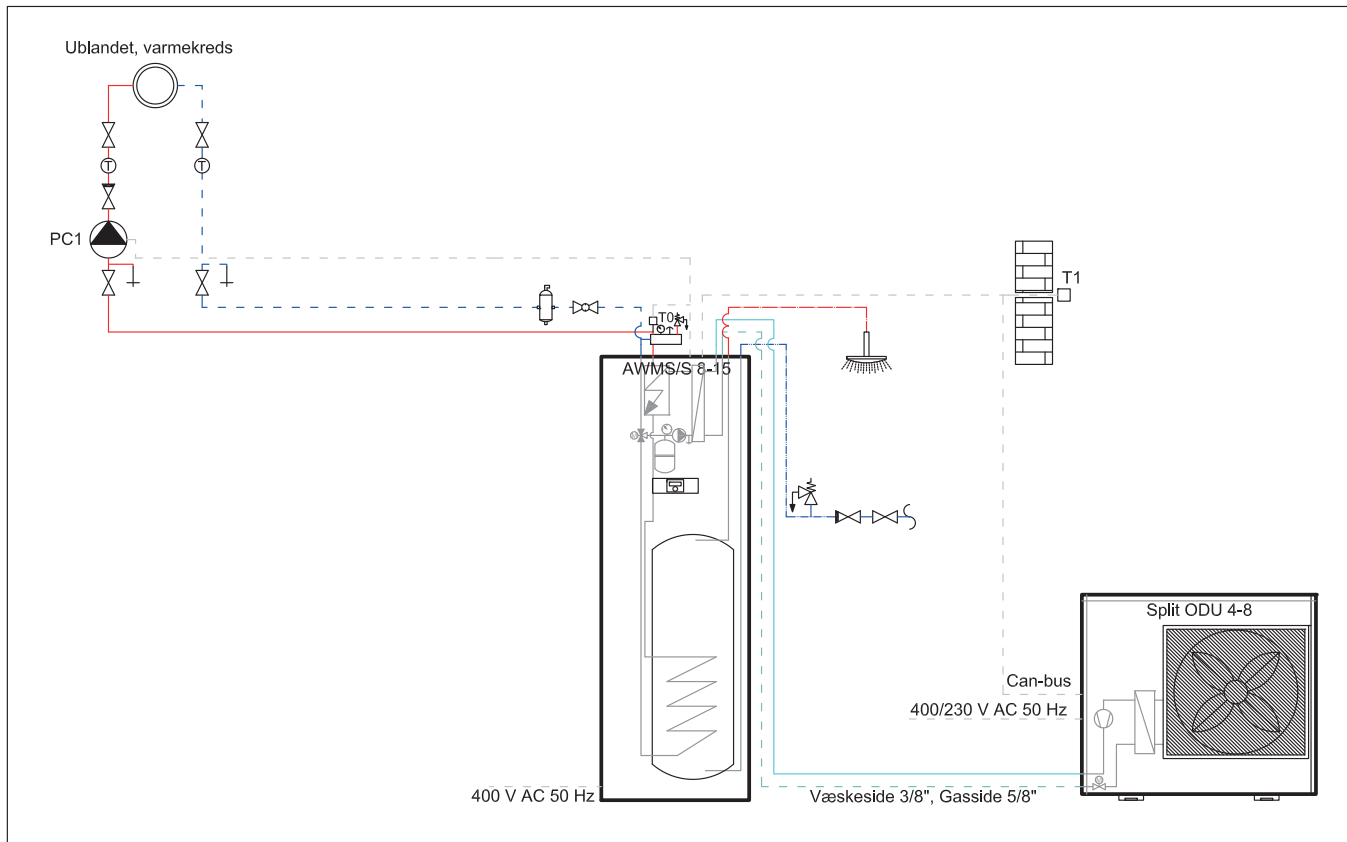 Ublandet, varmekreds
T
T
PC1
T1
T0
AWMS/S 8-15
Split ODU 4-8
Can-bus
400/230 V AC 50 Hz
400 V AC 50 Hz
Væskeside 3/8", Gasside 5/8"